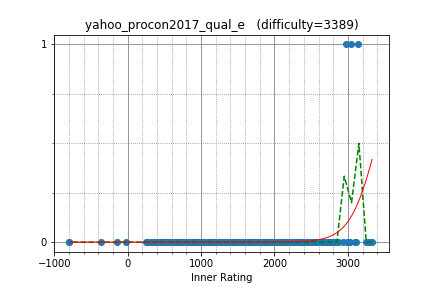 yahoo_procon2017_qual_e   (difficulty=3389)
1
0
−1000 0 1000 2000 3000
Inner Rating